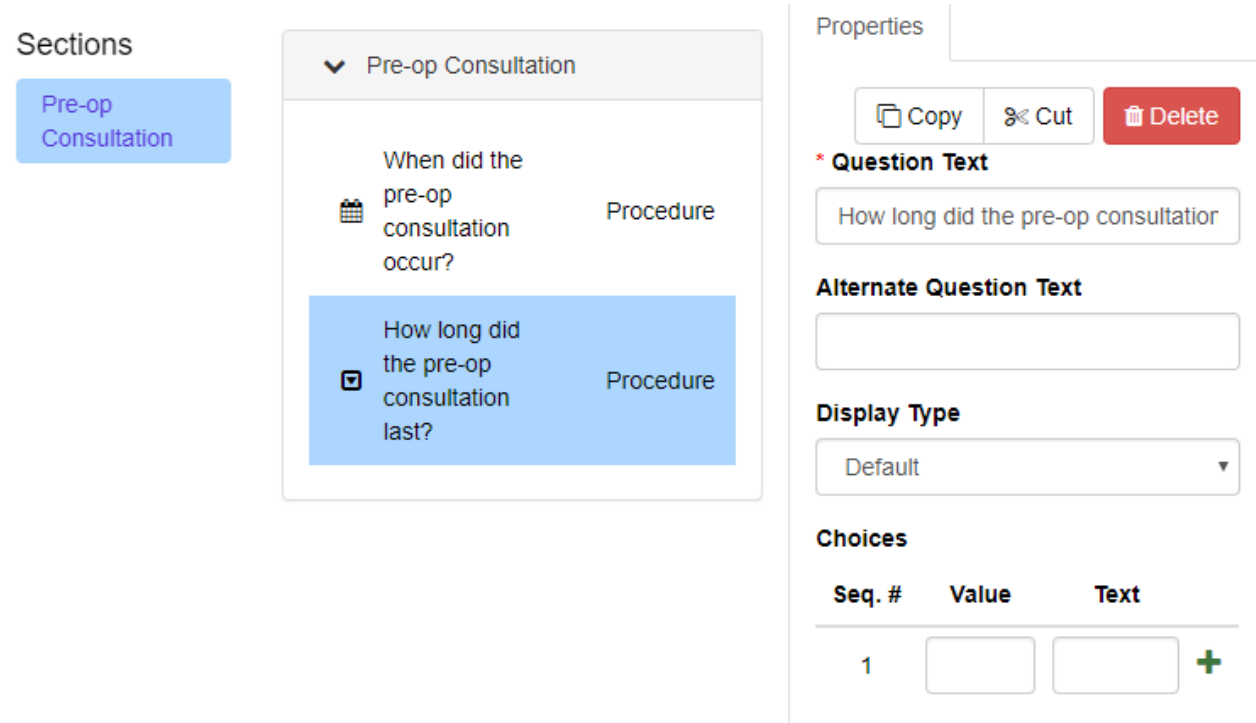 Sections
Pre-op
Consultation
Pre-op Consultation
When did the
pre-op
consultation
occur?
Procedure
How long did
the pre-op
consultation
last?
Procedure
Properties
Copy
Cut
Delete
* Question Text
How long did the pre-op consultation
Alternate Question Text
Display Type
Default
Choices
Seq. # Value Text
1